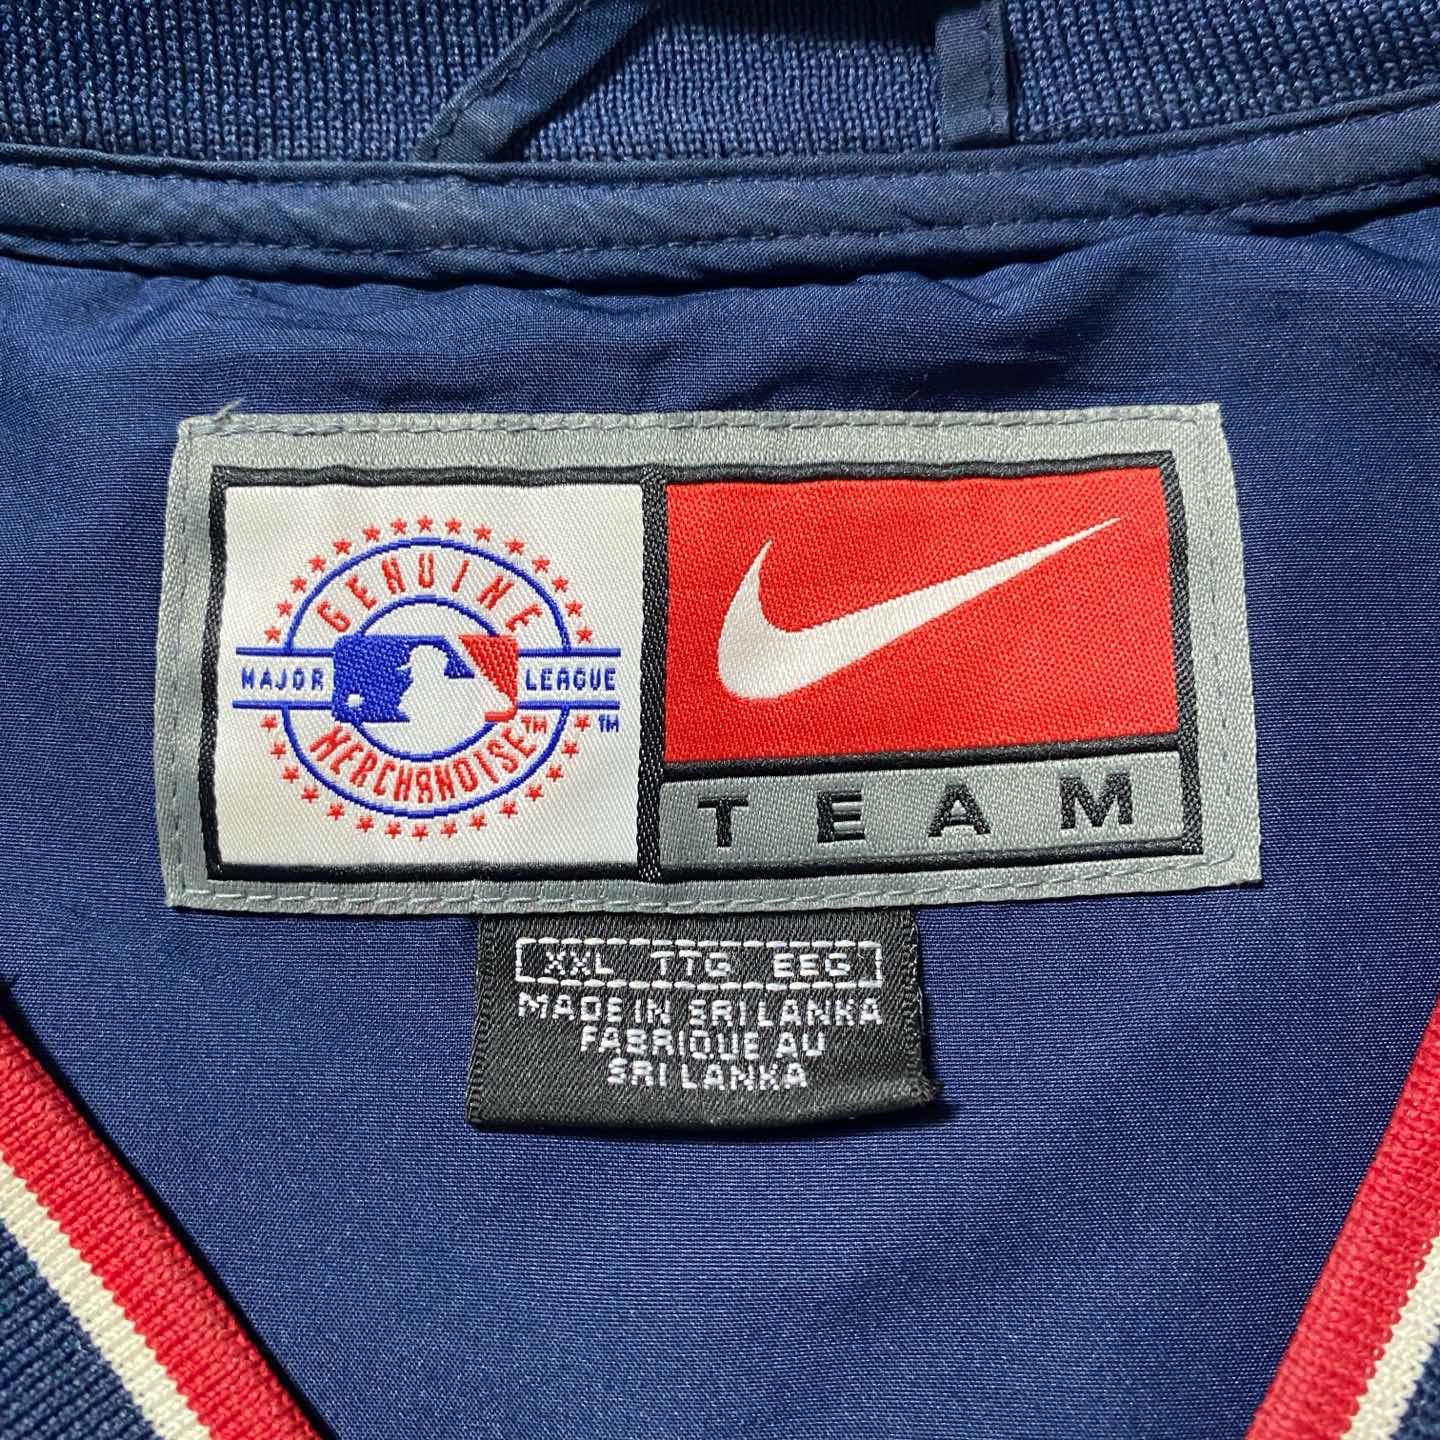 GENUINE
MAJOR LEAGUE
MERCHANDISE™ ™
TEAM
XXL TTG EEG
MADE IN SRI LANKA
FABRIQUE AU
SRI LANKA